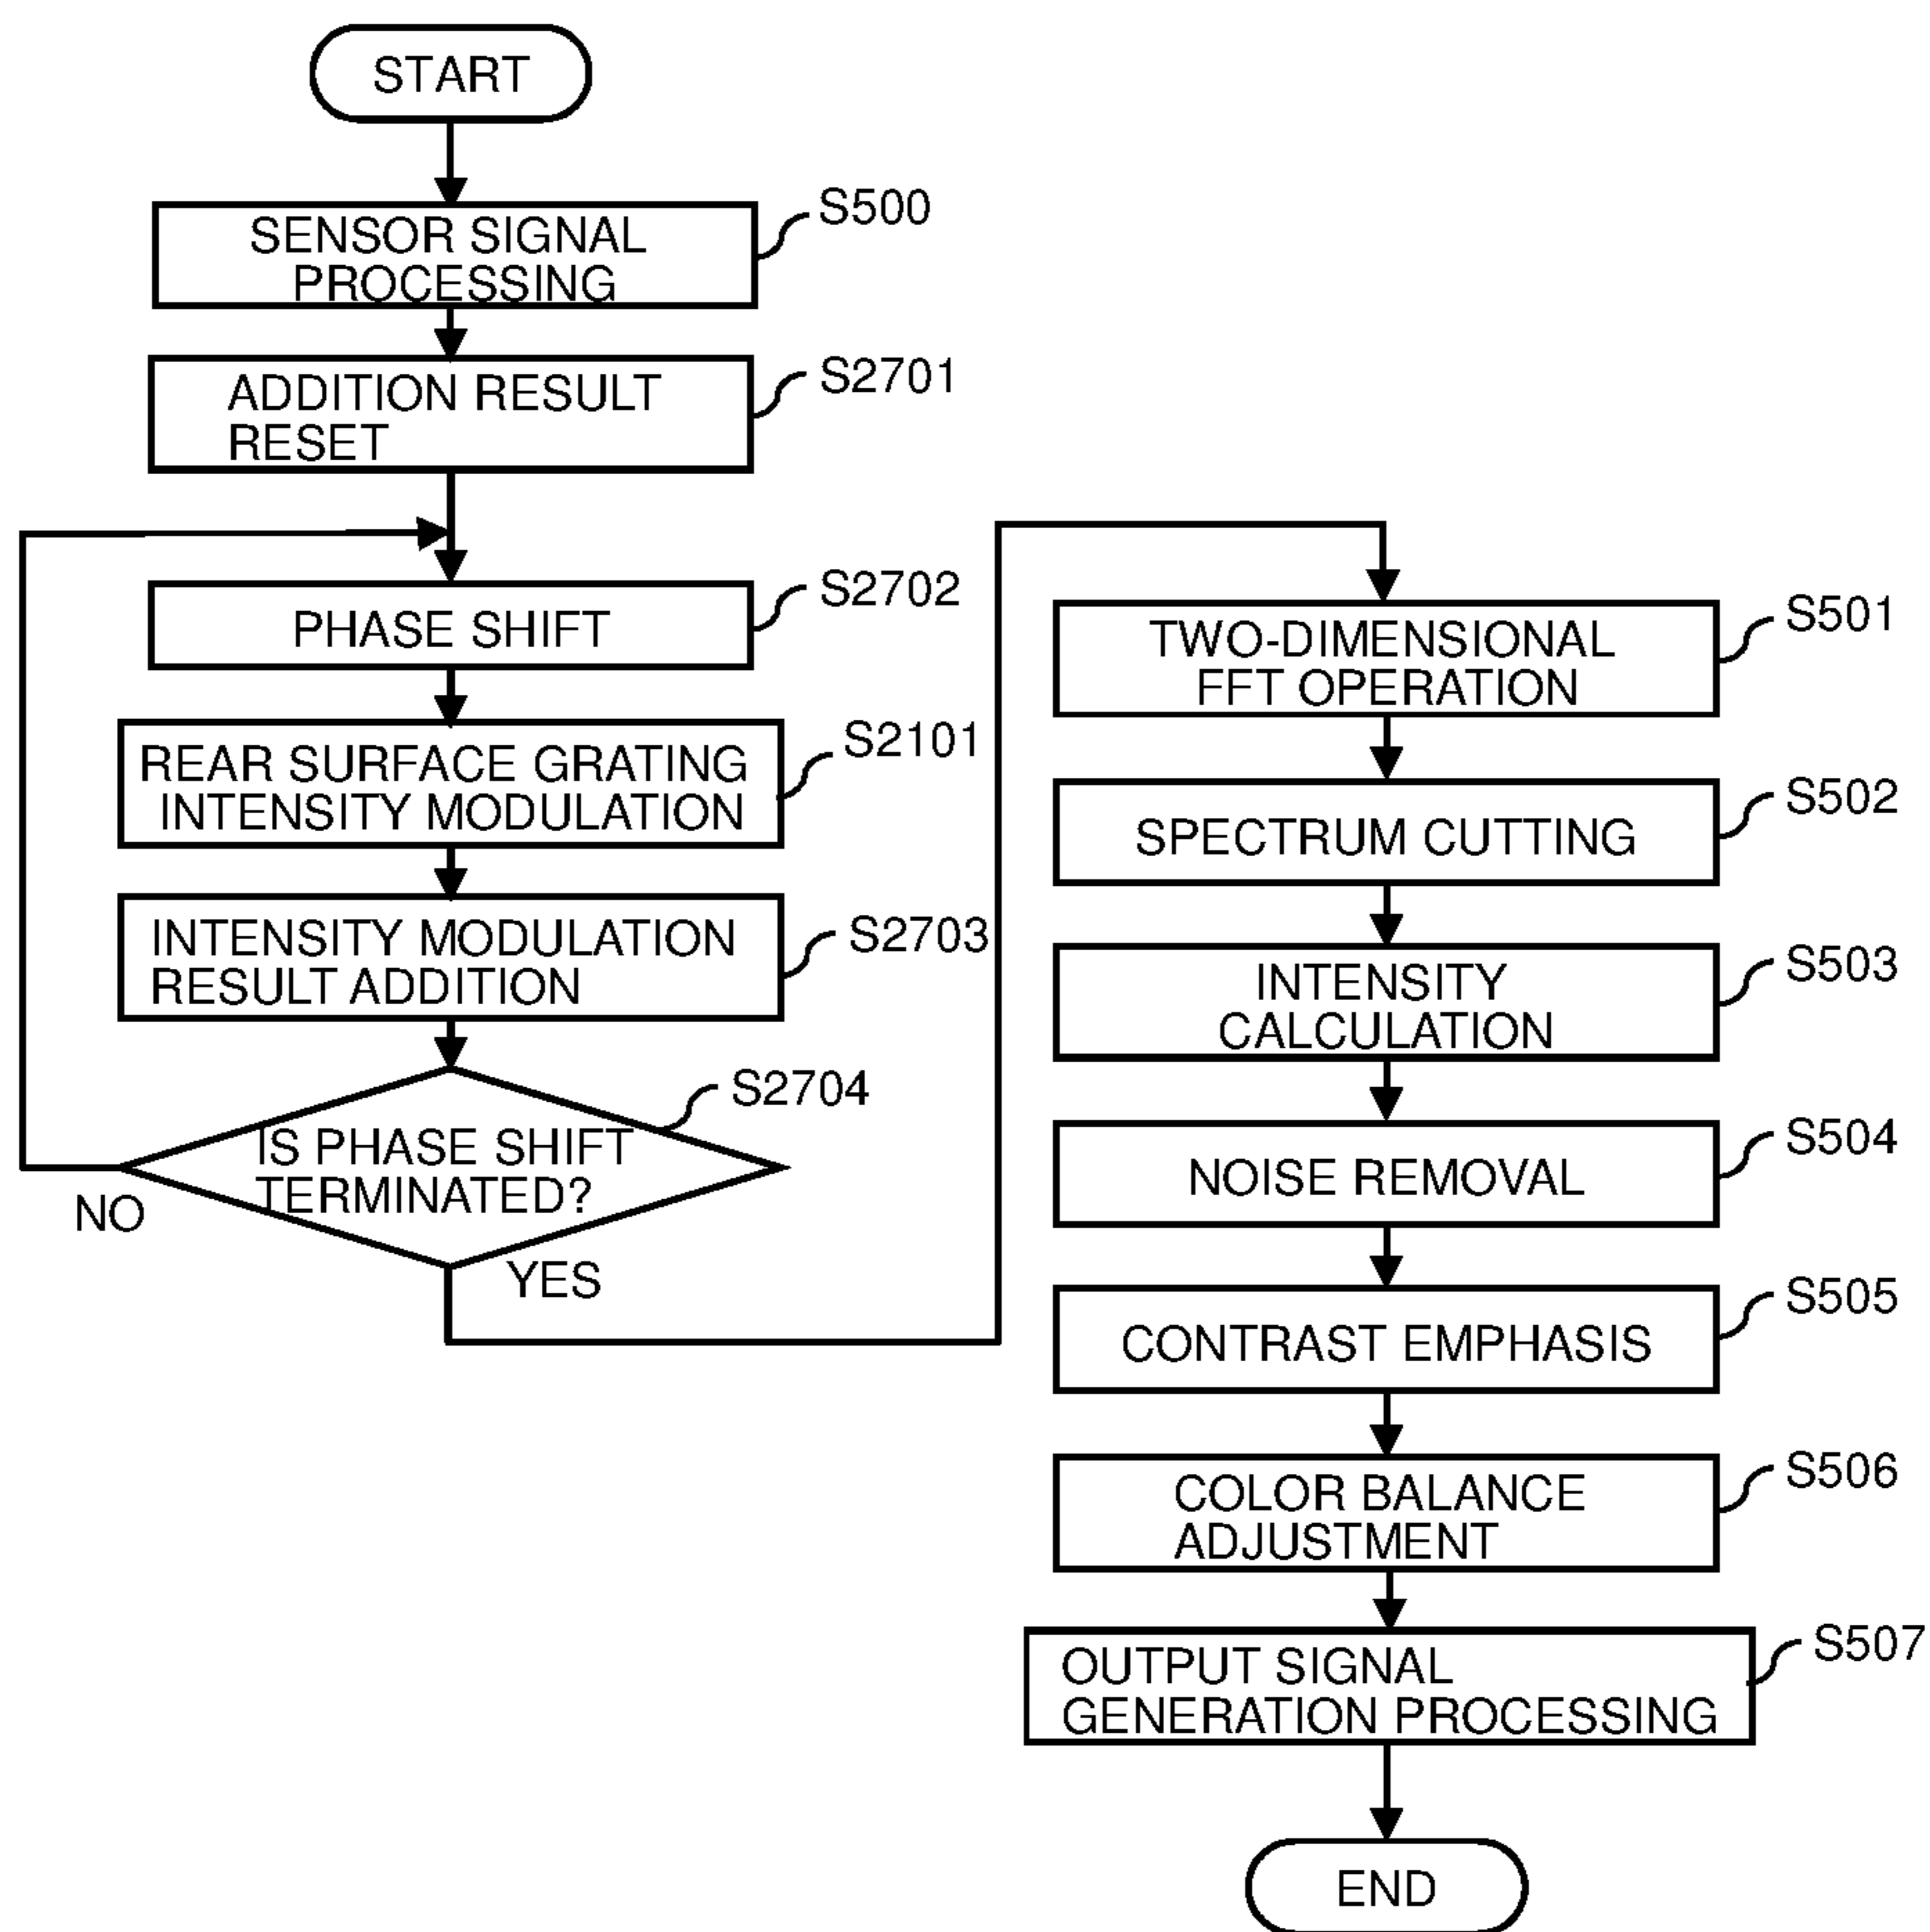 START
SENSOR SIGNAL
PROCESSING
S500
ADDITION RESULT
RESET
S2701
PHASE SHIFT
S2702
REAR SURFACE GRATING
INTENSITY MODULATION
S2101
INTENSITY MODULATION
RESULT ADDITION
S2703
IS PHASE SHIFT
TERMINATED?
S2704
NO
YES
TWO-DIMENSIONAL
FFT OPERATION
S501
SPECTRUM CUTTING
S502
INTENSITY
CALCULATION
S503
NOISE REMOVAL
S504
CONTRAST EMPHASIS
S505
COLOR BALANCE
ADJUSTMENT
S506
OUTPUT SIGNAL
GENERATION PROCESSING
S507
END